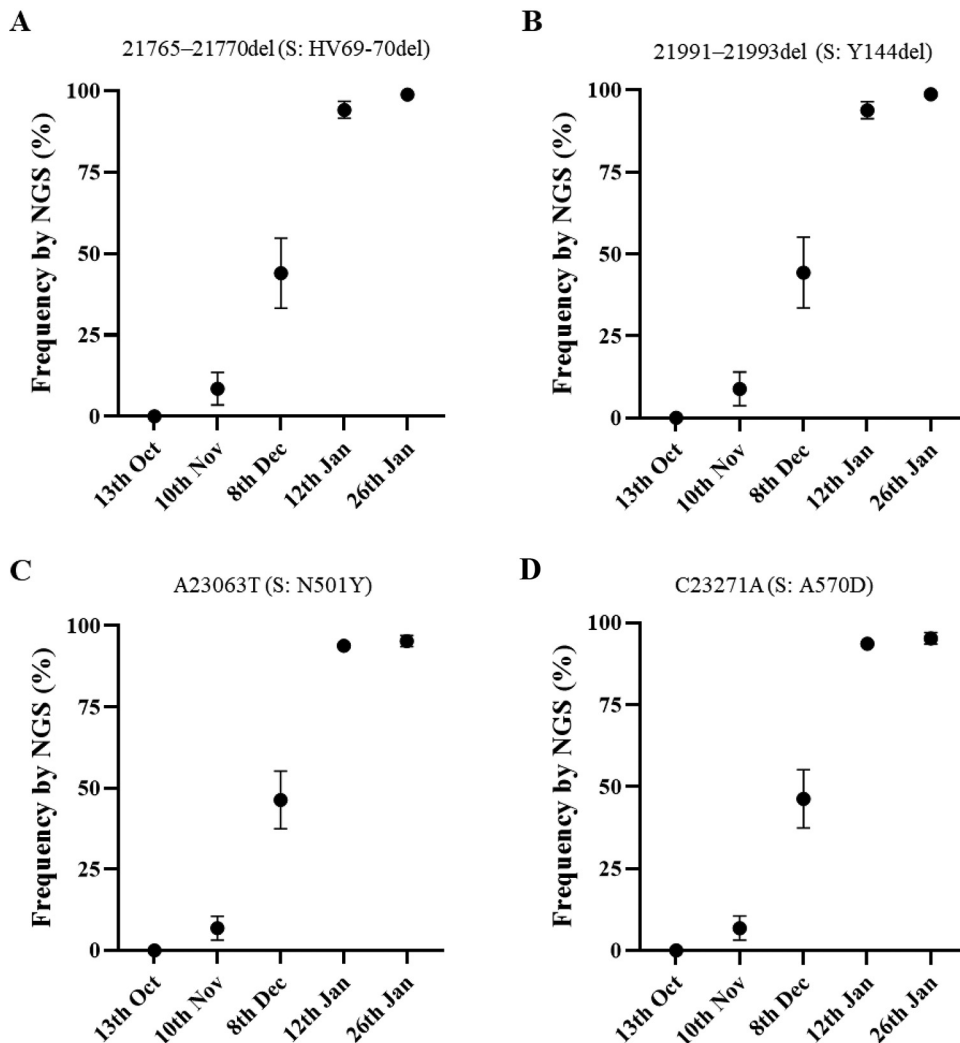 A
21765–21770del (S: HV69-70del)
Frequency by NGS (%)
100
75
50
25
0
13th Oct
10th Nov
8th Dec
12th Jan
26th Jan
B
21991–21993del (S: Y144del)
Frequency by NGS (%)
100
75
50
25
0
13th Oct
10th Nov
8th Dec
12th Jan
26th Jan
C
A23063T (S: N501Y)
Frequency by NGS (%)
100
75
50
25
0
13th Oct
10th Nov
8th Dec
12th Jan
26th Jan
D
C23271A (S: A570D)
Frequency by NGS (%)
100
75
50
25
0
13th Oct
10th Nov
8th Dec
12th Jan
26th Jan